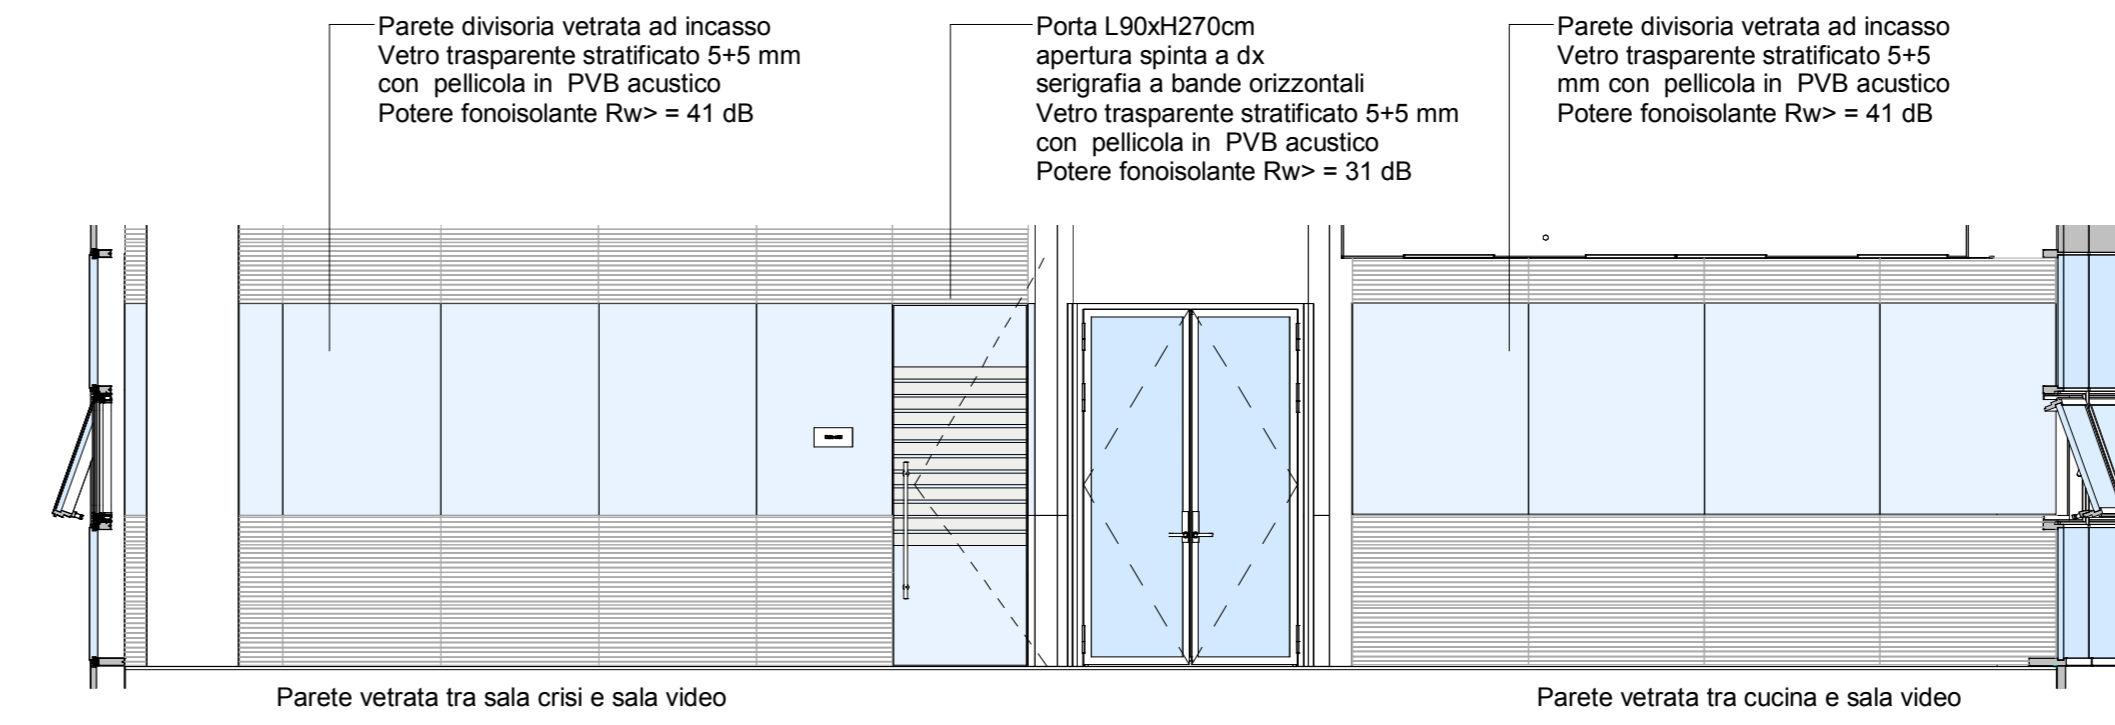 Parete divisoria vetrata ad incasso
Vetro trasparente stratificato 5+5 mm
con pellicola in PVB acustico
Potere fonoisolante Rw> = 41 dB
Porta L90xH270cm
apertura spinta a dx
serigrafia a bande orizzontali
Vetro trasparente stratificato 5+5 mm
con pellicola in PVB acustico
Potere fonoisolante Rw> = 31 dB
Parete divisoria vetrata ad incasso
Vetro trasparente stratificato 5+5
mm con pellicola in PVB acustico
Potere fonoisolante Rw> = 41 dB
Parete vetrata tra sala crisi e sala video
Parete vetrata tra cucina e sala video